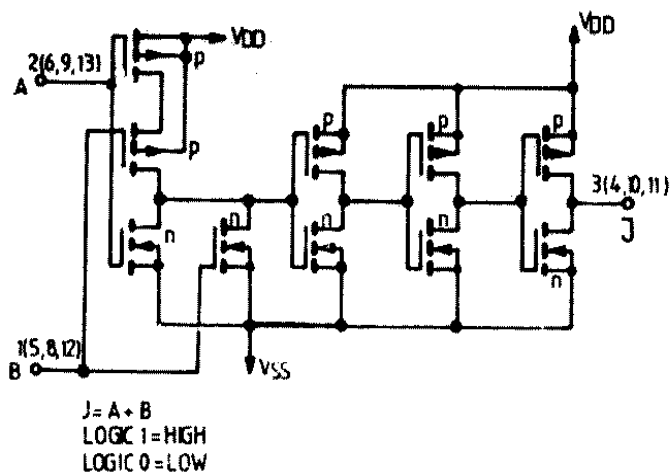 VDD
VDD
2(6,9,13)
A
p
p
p
p
p
n
n
n
n
n
3(4,10,11)
J
1(5,8,12)
B
VSS
J= A + B
LOGIC 1 = HIGH
LOGIC 0 = LOW